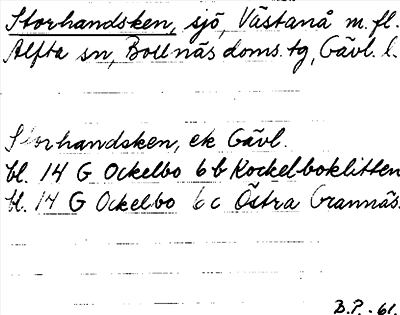 Storhandsken, sjö, Västanå m. fl.
Alfta sn, Bollnäs doms. tg, Gävl. l.
Storhandsken, ek Gävl.
bl. 14 G Ockelbo 6 b Kockelboklitten
bl. 14 G Ockelbo 6 c Östra Grannäs.
B.P. - 61.